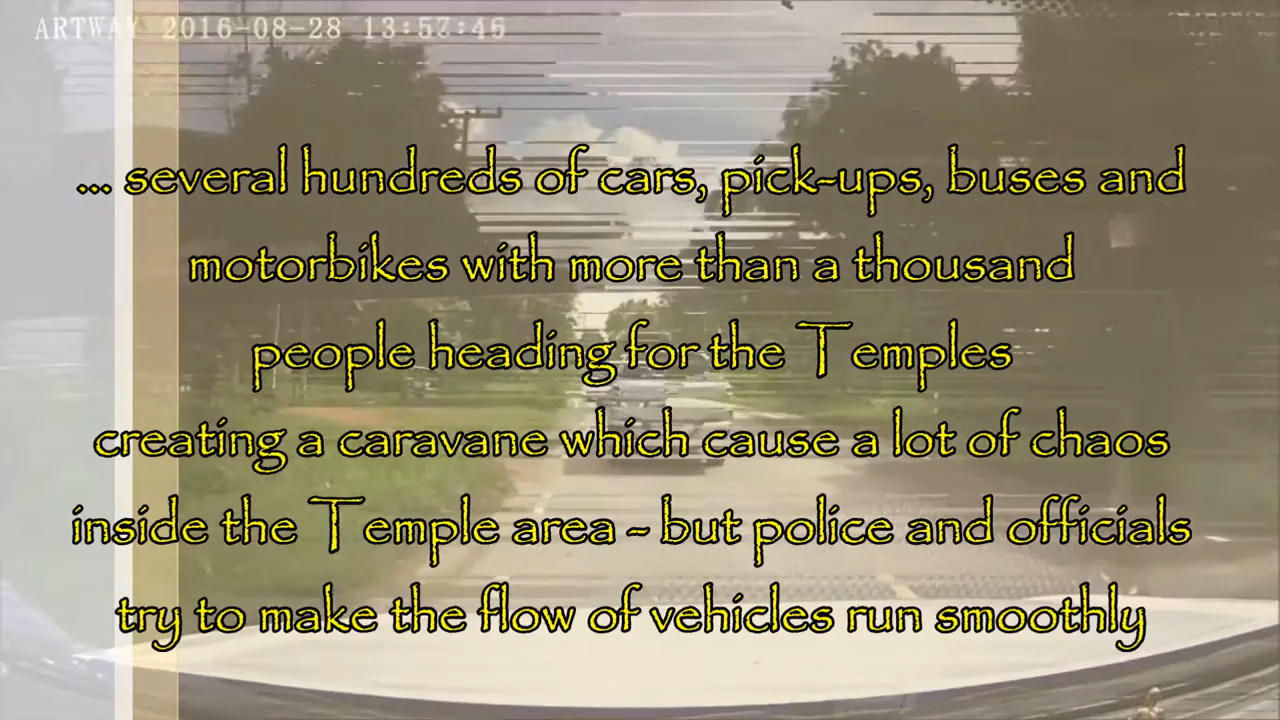 ARTWAY 2016-08-28 13:57:46
... several hundreds of cars, pick-ups, buses and
motorbikes with more than a thousand
people heading for the Temples
creating a caravane which cause a lot of chaos
inside the Temple area - but police and officials
try to make the flow of vehicles run smoothly